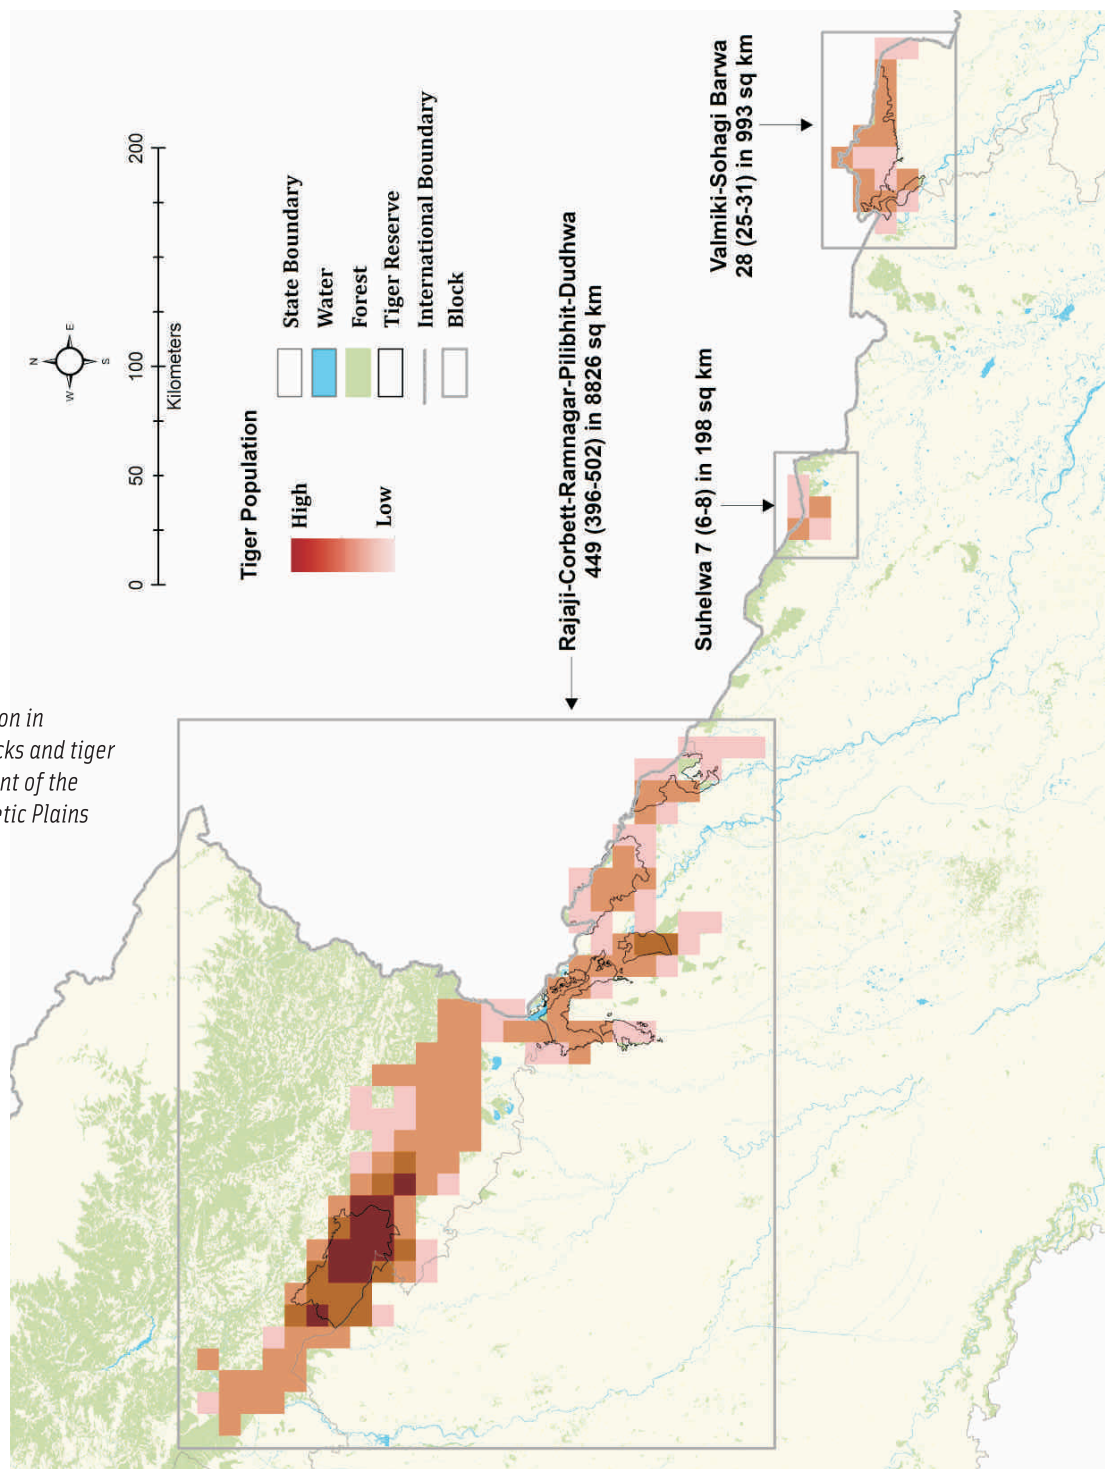 N
W
E
S
0
50
100
200
Kilometers
Tiger Population
High
Low
State Boundary
Water
Forest
Tiger Reserve
International Boundary
Block
Rajaji-Corbett-Ramnagar-Pilibhit-Dudhwa
449 (396-502) in 8826 sq km
Suhelwa 7 (6-8) in 198 sq km
Valmiki-Sohagi Barwa
28 (25-31) in 993 sq km
on in
cks and tiger
nt of the
etic Plains